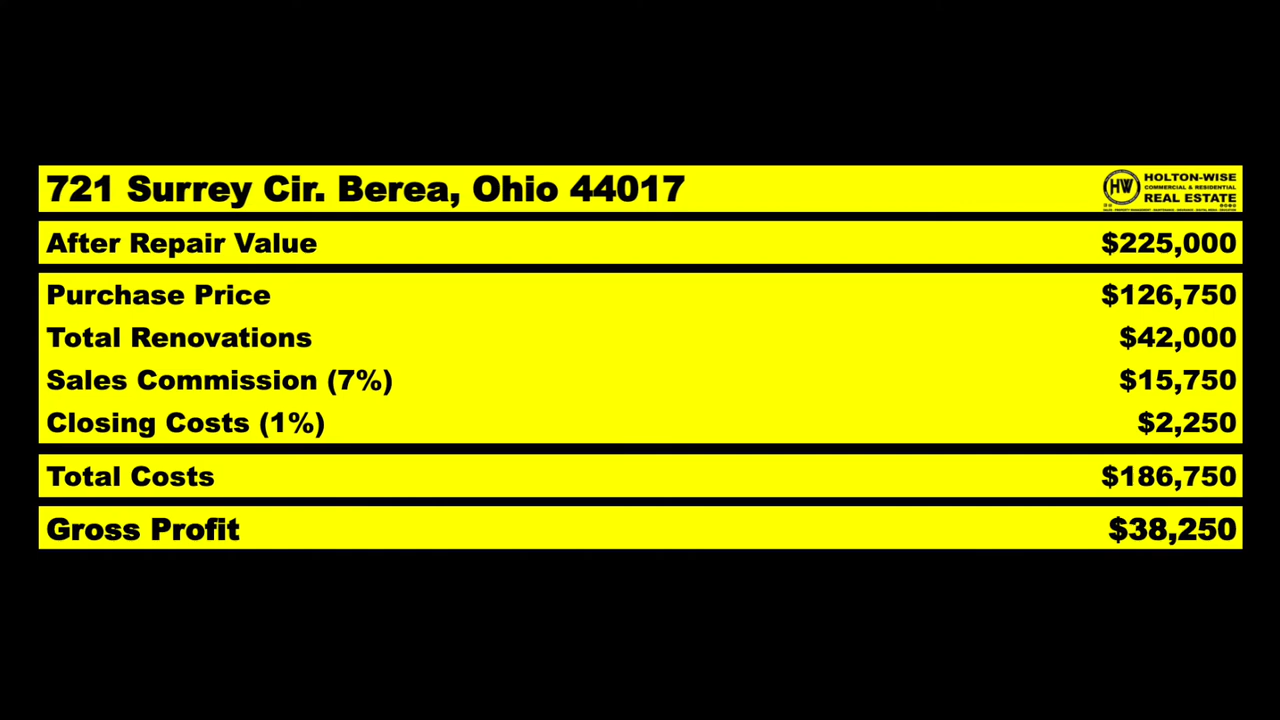 721 Surrey Cir. Berea, Ohio 44017
HW
HOLTON-WISE
COMMERCIAL & RESIDENTIAL
REAL ESTATE
After Repair Value $225,000
Purchase Price $126,750
Total Renovations $42,000
Sales Commission (7%) $15,750
Closing Costs (1%) $2,250
Total Costs $186,750
Gross Profit $38,250